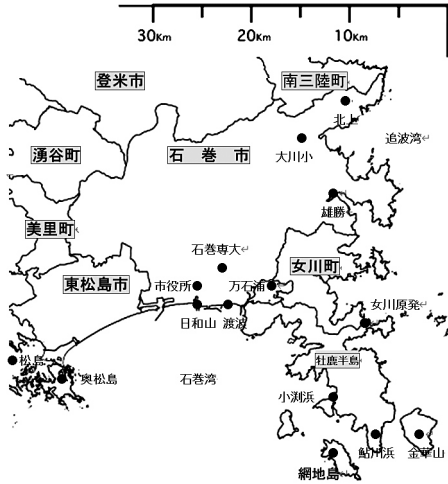 30Km 20Km 10Km
登米市
南三陸町
北上
追波湾
大川小
湧谷町
石巻市
雄勝
美里町
石巻専大
女川町
東松島市
市役所
万石浦
女川原発
日和山 渡波
松島
奥松島
石巻湾
牡鹿半島
小渕浜
鮎川浜
金華山
網地島